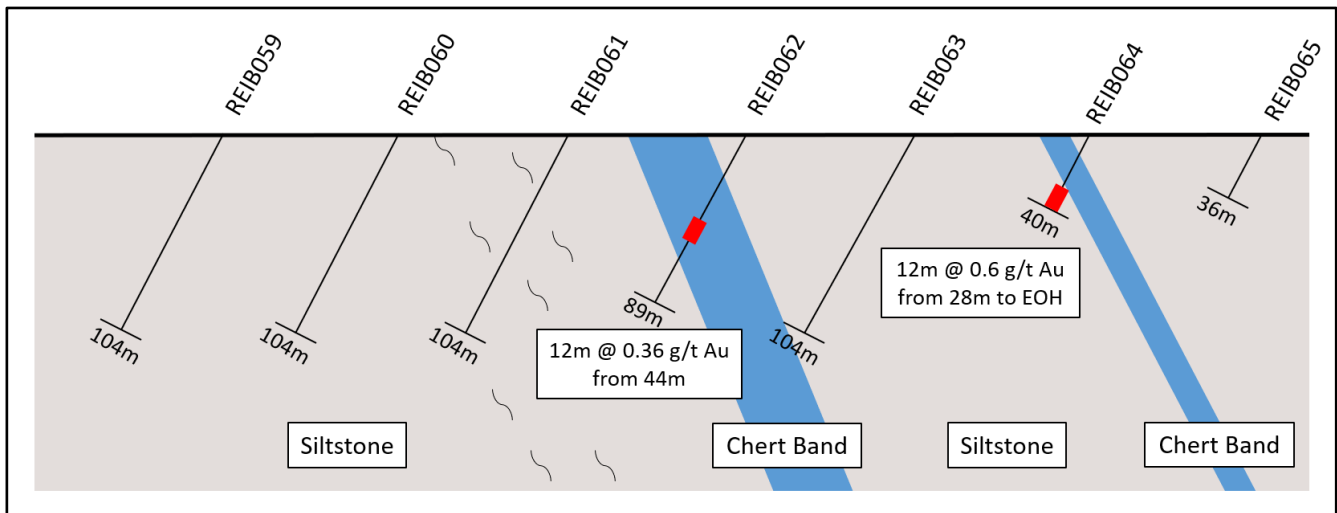 REIB059
REIB060
REIB061
REIB062
REIB063
REIB064
REIB065
104m
104m
104m
89m
104m
40m
36m
12m @ 0.36 g/t Au
from 44m
12m @ 0.6 g/t Au
from 28m to EOH
Siltstone
Chert Band
Siltstone
Chert Band